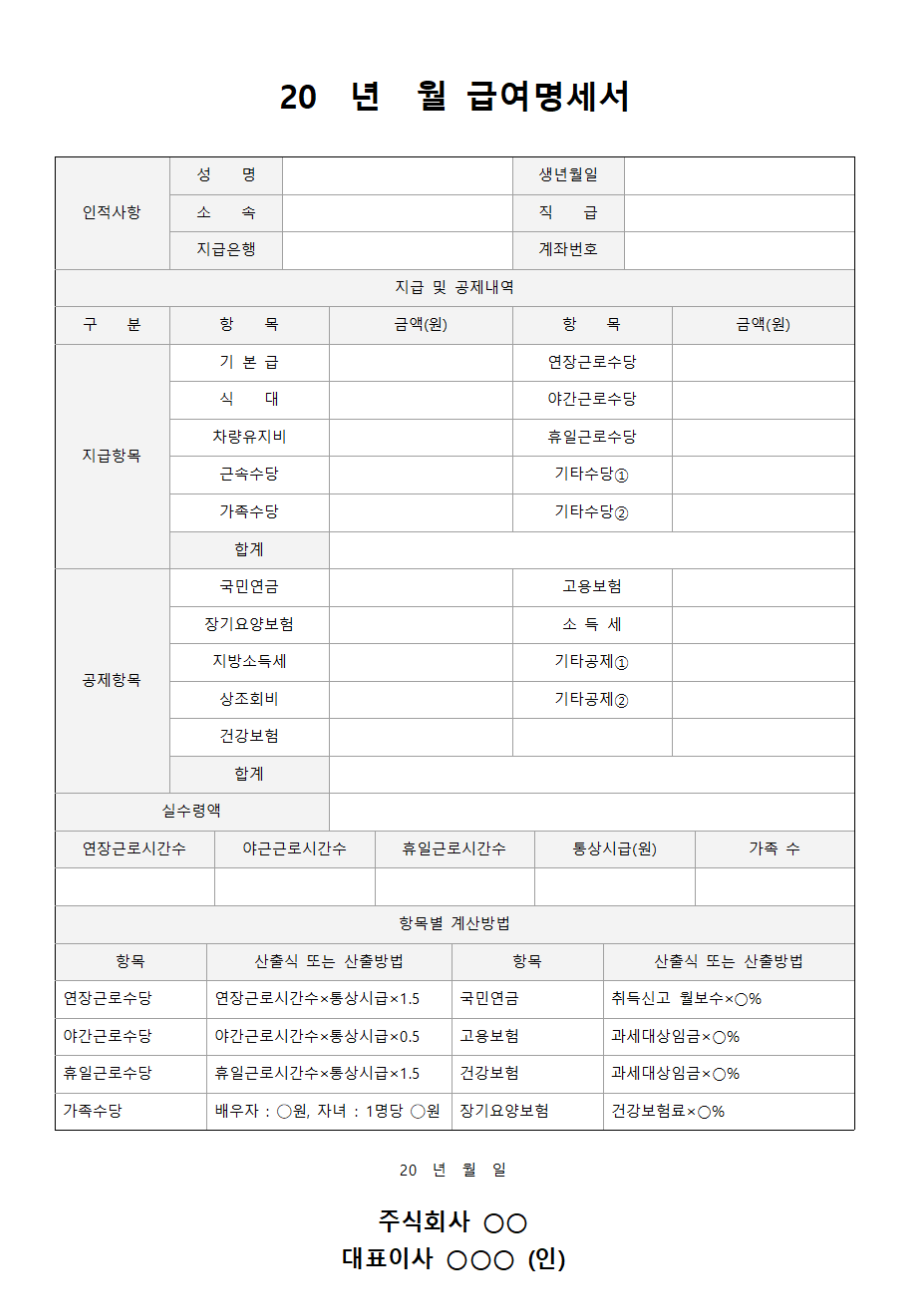 20 년 월 급여명세서
인적사항
성 명
생년월일
소 속
직 급
지급은행
계좌번호
지급 및 공제내역
구 분 항 목 금액(원) 항 목 금액(원)
지급항목
기 본 급 연장근로수당
식 대 야간근로수당
차량유지비 휴일근로수당
근속수당 기타수당①
가족수당 기타수당②
합계
공제항목
국민연금 고용보험
장기요양보험 소 득 세
지방소득세 기타공제①
상조회비 기타공제②
건강보험
합계
실수령액
연장근로시간수 야근근로시간수 휴일근로시간수 통상시급(원) 가족 수
항목별 계산방법
항목 산출식 또는 산출방법 항목 산출식 또는 산출방법
연장근로수당 연장근로시간수×통상시급×1.5 국민연금 취득신고 월보수×○%
야간근로수당 야간근로시간수×통상시급×0.5 고용보험 과세대상임금×○%
휴일근로수당 휴일근로시간수×통상시급×1.5 건강보험 과세대상임금×○%
가족수당 배우자 : ○원, 자녀 : 1명당 ○원 장기요양보험 건강보험료×○%
20 년 월 일
주식회사 ○○
대표이사 ○○○ (인)